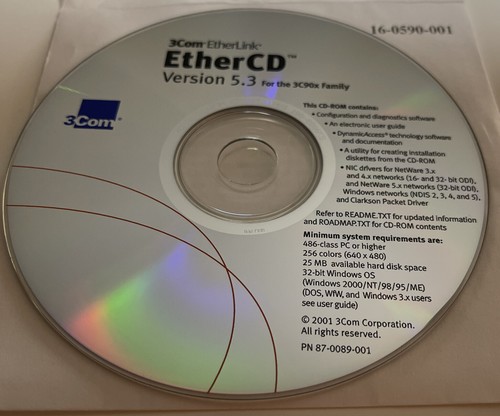 16-0590-001
3Com® EtherLink®
EtherCD™
Version 5.3 For the 3C90x Family
3Com®
This CD-ROM contains:
• Configuration and diagnostics software
• An electronic user guide
• DynamicAccess® technology software
and documentation
• A utility for creating installation
diskettes from the CD-ROM
• NIC drivers for NetWare 3.x
and 4.x networks (16- and 32- bit ODI),
and NetWare 5.x networks (32-bit ODI),
Windows networks (NDIS 2, 3, 4, and 5),
and Clarkson Packet Driver
Refer to README.TXT for updated information
and ROADMAP.TXT for CD-ROM contents
Minimum system requirements are:
486-class PC or higher
256 colors (640 x 480)
25 MB available hard disk space
32-bit Windows OS
(Windows 2000/NT/98/95/ME)
(DOS, WfW, and Windows 3.x users
see user guide)
© 2001 3Com Corporation.
All rights reserved.
PN 87-0089-001